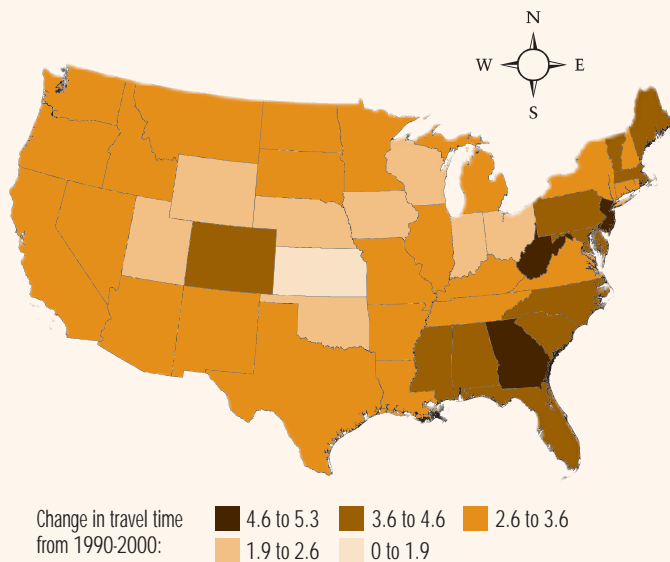 N
W E
S
Change in travel time
from 1990-2000:
4.6 to 5.3 3.6 to 4.6 2.6 to 3.6
1.9 to 2.6 0 to 1.9